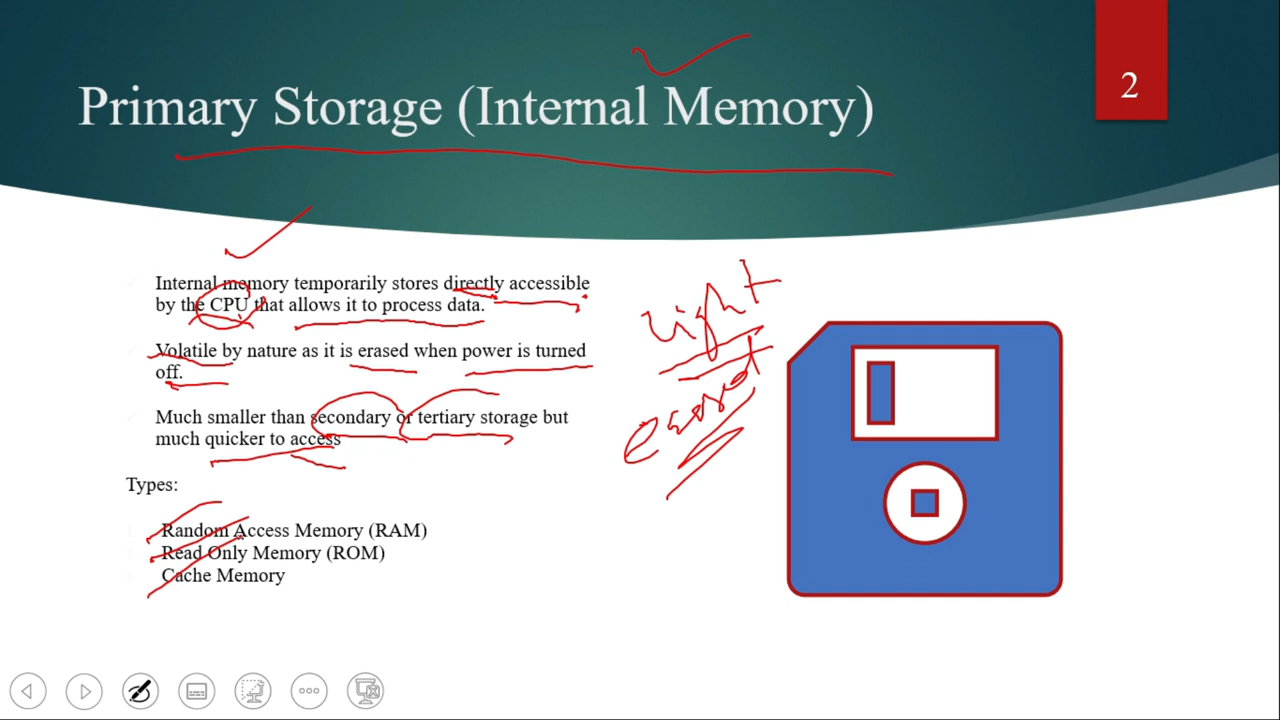 Primary Storage (Internal Memory)
2
Internal memory temporarily stores directly accessible
by the CPU that allows it to process data.
Volatile by nature as it is erased when power is turned
off.
Much smaller than secondary or tertiary storage but
much quicker to access
Types:
Random Access Memory (RAM)
Read Only Memory (ROM)
Cache Memory